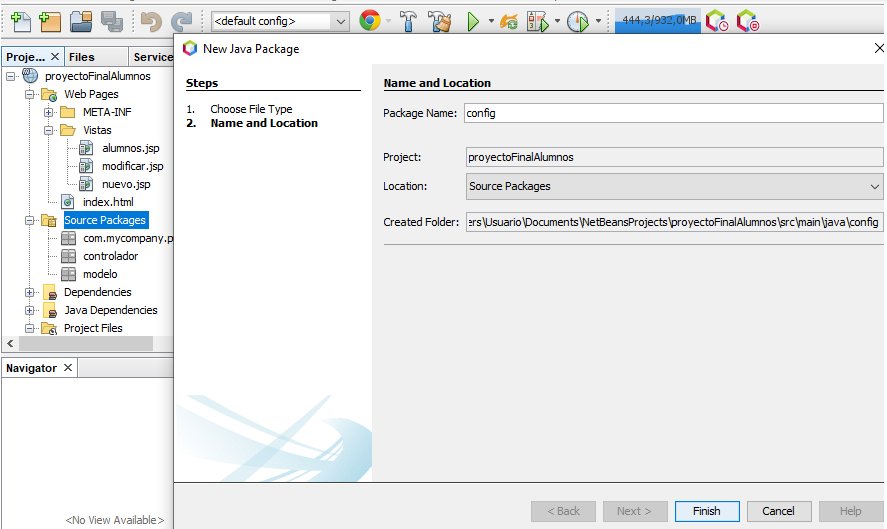 <default config>
444,3/932,0MB
Proje...
Files
Service
proyectoFinalAlumnos
Web Pages
META-INF
Vistas
alumnos.jsp
modificar.jsp
nuevo.jsp
index.html
Source Packages
com.mycompany.p
controlador
modelo
Dependencies
Java Dependencies
Project Files
Navigator
<No View Available>
New Java Package
Steps
1. Choose File Type
2. Name and Location
Name and Location
Package Name: config
Project: proyectoFinalAlumnos
Location: Source Packages
Created Folder: ers\Usuario\Documents\NetBeansProjects\proyectoFinalAlumnos\src\main\java\config
< Back
Next >
Finish
Cancel
Help